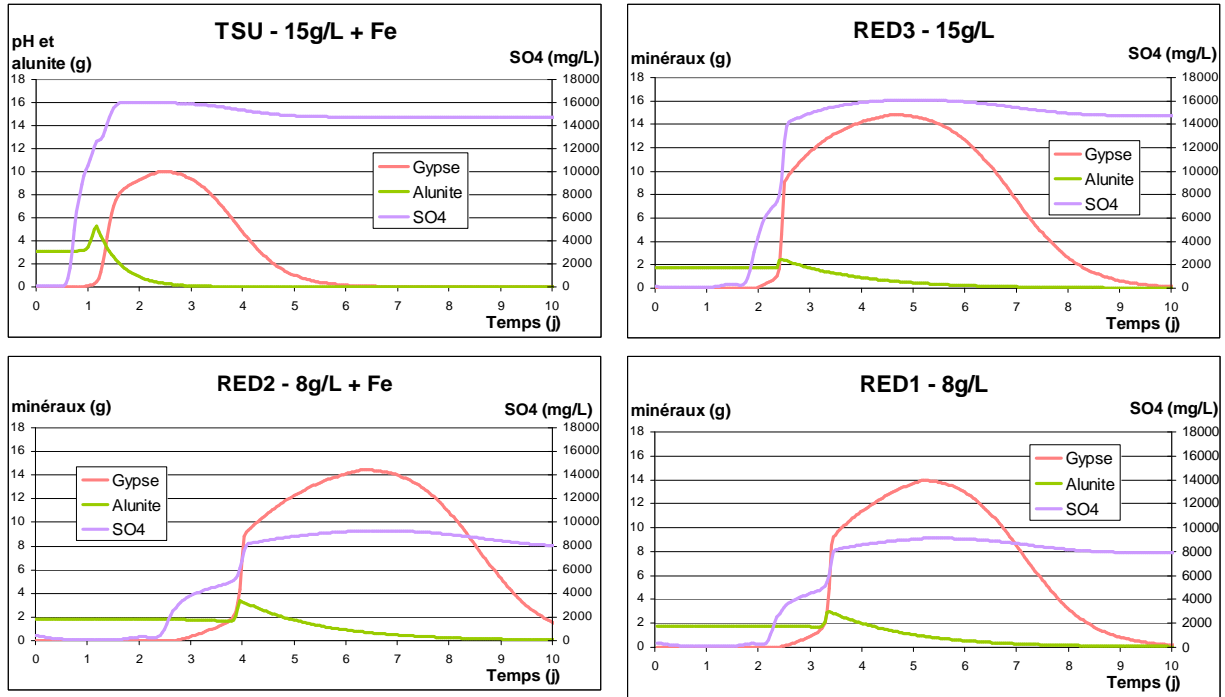 TSU - 15g/L + Fe
pH et
alunite (g)
SO4 (mg/L)
18
16
14
12
10
8
6
4
2
0
18000
16000
14000
12000
10000
8000
6000
4000
2000
0
Gypse
Alunite
SO4
0 1 2 3 4 5 6 7 8 9 10
Temps (j)
RED3 - 15g/L
minéraux (g)
SO4 (mg/L)
18
16
14
12
10
8
6
4
2
0
18000
16000
14000
12000
10000
8000
6000
4000
2000
0
Gypse
Alunite
SO4
0 1 2 3 4 5 6 7 8 9 10
Temps (j)
RED2 - 8g/L + Fe
minéraux (g)
SO4 (mg/L)
18
16
14
12
10
8
6
4
2
0
18000
16000
14000
12000
10000
8000
6000
4000
2000
0
Gypse
Alunite
SO4
0 1 2 3 4 5 6 7 8 9 10
Temps (j)
RED1 - 8g/L
minéraux (g)
SO4 (mg/L)
18
16
14
12
10
8
6
4
2
0
18000
16000
14000
12000
10000
8000
6000
4000
2000
0
Gypse
Alunite
SO4
0 1 2 3 4 5 6 7 8 9 10
Temps (j)